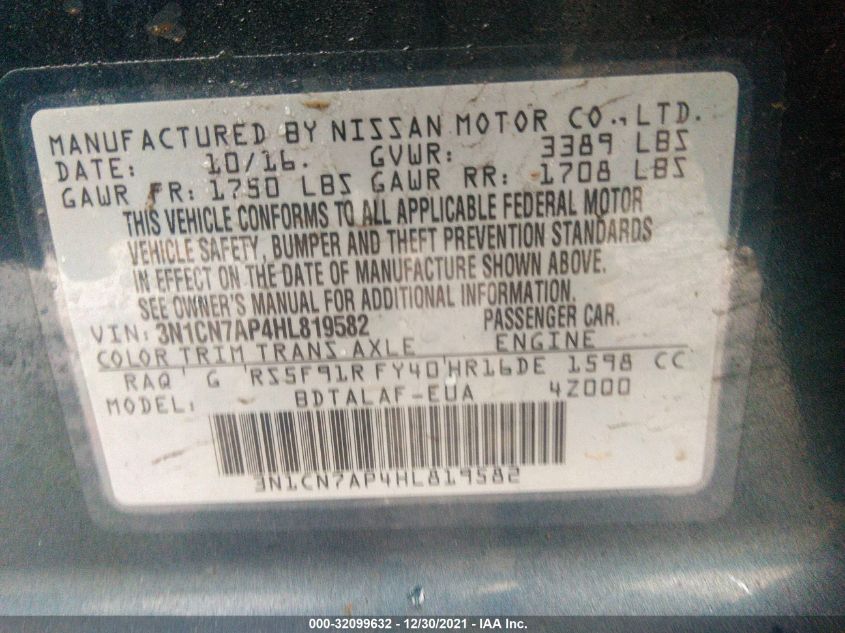 MANUFACTURED BY NISSAN MOTOR CO., LTD.
DATE: 10/16. GVWR: 3389 LBS
GAWR FR: 1750 LBS GAWR RR: 1708 LBS
THIS VEHICLE CONFORMS TO ALL APPLICABLE FEDERAL MOTOR
VEHICLE SAFETY, BUMPER AND THEFT PREVENTION STANDARDS
IN EFFECT ON THE DATE OF MANUFACTURE SHOWN ABOVE.
SEE OWNER'S MANUAL FOR ADDITIONAL INFORMATION.
VIN: 3N1CN7AP4HL819582 PASSENGER CAR.
COLOR TRIM TRANS AXLE ENGINE
RAQ G RS5F91R FY40 HR16DE 1598 CC
MODEL: BDTALAF-EUA 4Z000
3N1CN7AP4HL819582
000-32099632 - 12/30/2021 - IAA Inc.